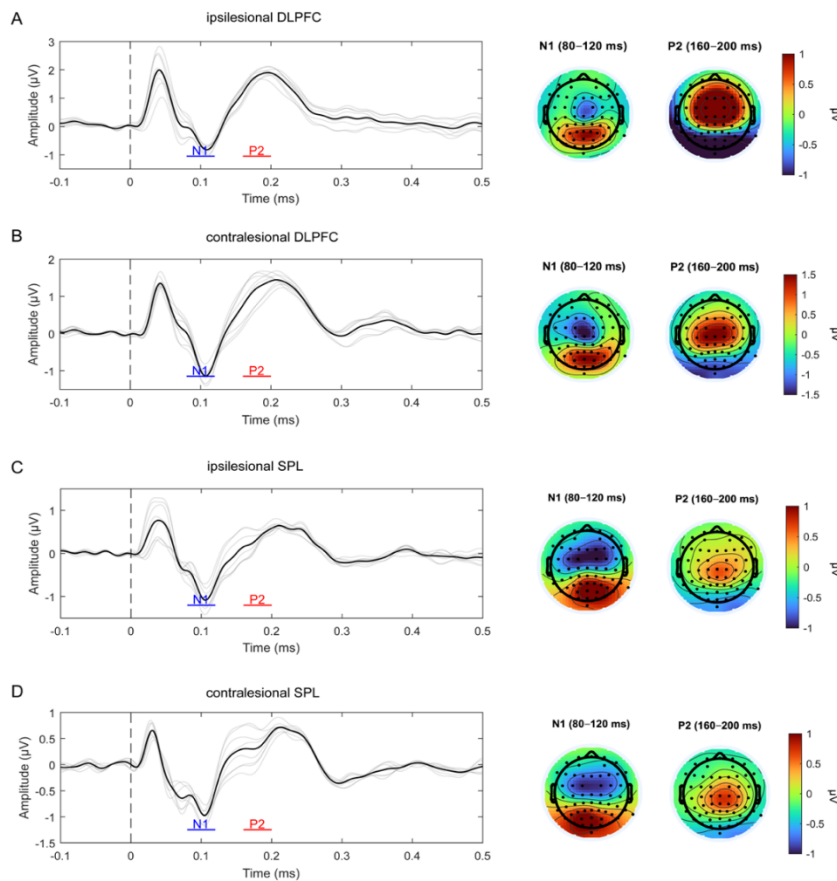 A
ipsilesional DLPFC
Amplitude (µV)
3
2
1
0
-1
N1
P2
-0.1 0 0.1 0.2 0.3 0.4 0.5
Time (ms)
N1 (80–120 ms) P2 (160–200 ms)
1
0.5
0
-0.5
-1
µV
B
contralesional DLPFC
Amplitude (µV)
2
1
0
-1
N1
P2
-0.1 0 0.1 0.2 0.3 0.4 0.5
Time (ms)
N1 (80–120 ms) P2 (160–200 ms)
1.5
1
0.5
0
-0.5
-1
-1.5
µV
C
ipsilesional SPL
Amplitude (µV)
1
0
-1
N1
P2
-0.1 0 0.1 0.2 0.3 0.4 0.5
Time (ms)
N1 (80–120 ms) P2 (160–200 ms)
1
0.5
0
-0.5
-1
µV
D
contralesional SPL
Amplitude (µV)
1
0.5
0
-0.5
-1
-1.5
N1
P2
-0.1 0 0.1 0.2 0.3 0.4 0.5
Time (ms)
N1 (80–120 ms) P2 (160–200 ms)
1
0.5
0
-0.5
-1
µV